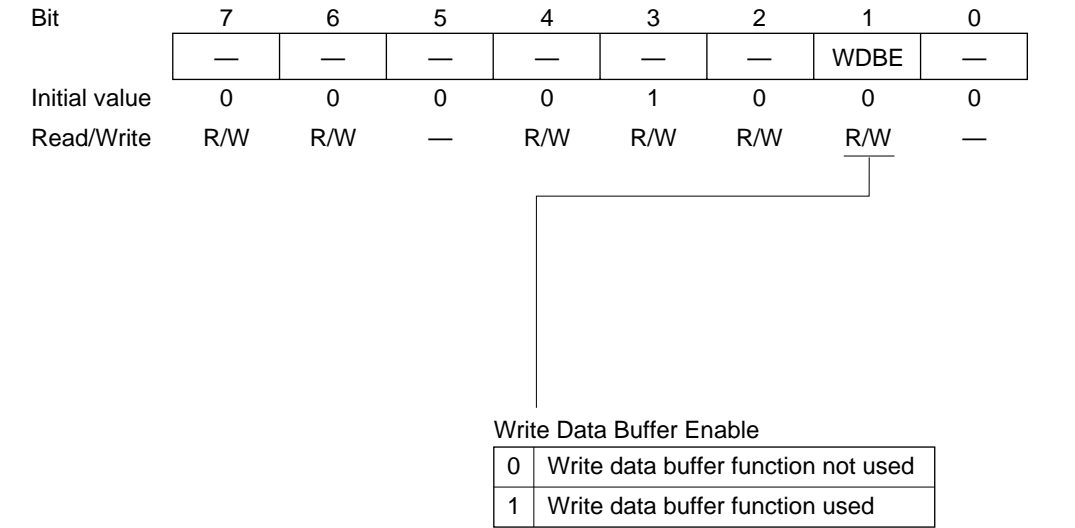 Bit 7 6 5 4 3 2 1 0
— — — — — — WDBE —
Initial value 0 0 0 0 1 0 0 0
Read/Write R/W R/W — R/W R/W R/W R/W —
Write Data Buffer Enable
0 Write data buffer function not used
1 Write data buffer function used